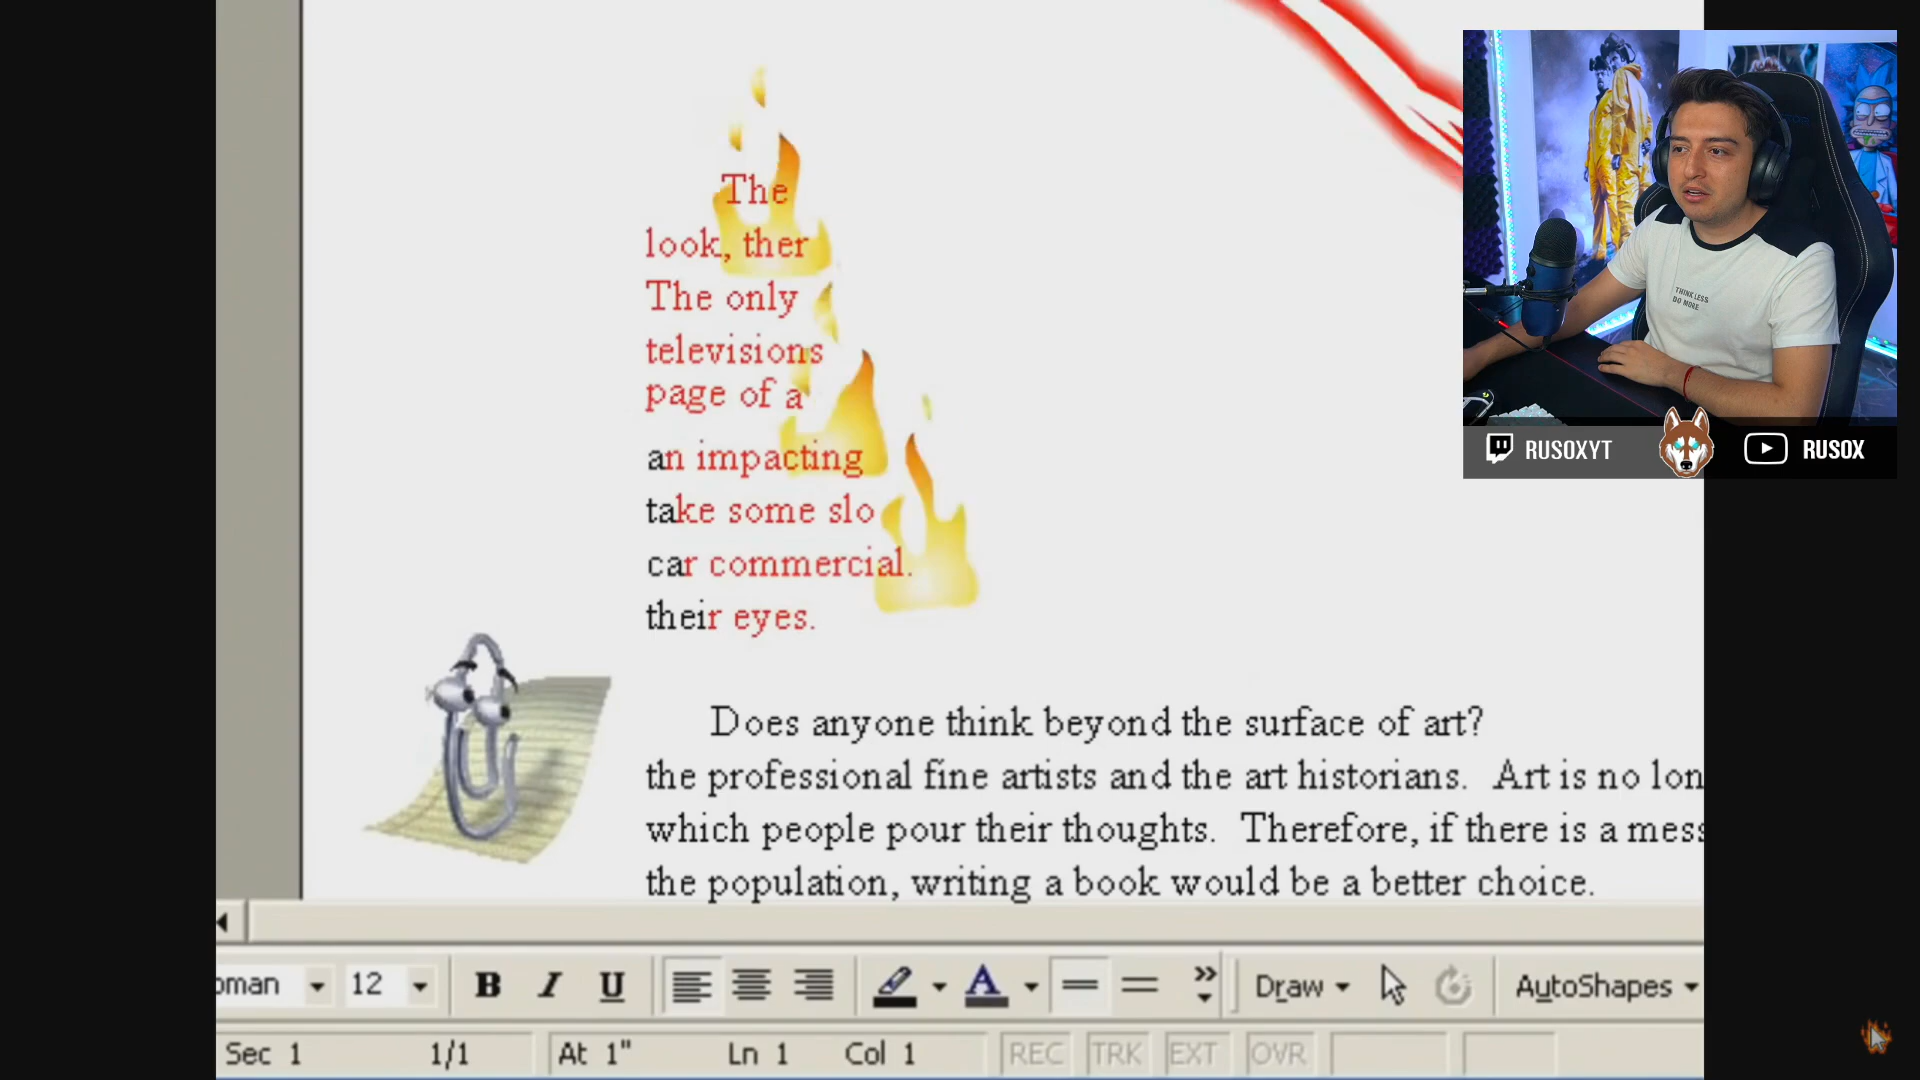 The
look, ther
The only
televisions
page of a
an impacting
take some slo
car commercial.
their eyes.
Does anyone think beyond the surface of art?
the professional fine artists and the art historians. Art is no lon
which people pour their thoughts. Therefore, if there is a mess
the population, writing a book would be a better choice.
oman 12 B I U A Draw AutoShapes
Sec 1 1/1 At 1" Ln 1 Col 1 REC TRK EXT OVR
THINK LESS
DO MORE
RUSOXYT RUSOX